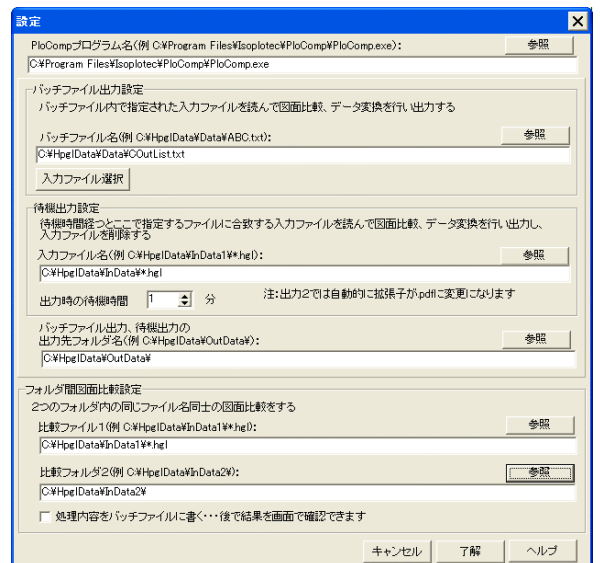 設定
PloCompプログラム名(例 C:¥Program Files¥Isoplotec¥PloComp¥PloComp.exe):
参照
C:¥Program Files¥Isoplotec¥PloComp¥PloComp.exe
バッチファイル出力設定
バッチファイル内で指定された入力ファイルを読んで図面比較、データ変換を行い出力する
バッチファイル名(例 C:¥HpglData¥Data¥ABC.txt):
参照
C:¥HpglData¥Data¥COutList.txt
入力ファイル選択
待機出力設定
待機時間経つとここで指定するファイルに合致する入力ファイルを読んで図面比較、データ変換を行い出力し、
入力ファイルを削除する
入力ファイル名(例 C:¥HpglData¥InData1¥*.hgl):
参照
C:¥HpglData¥InData¥*.hgl
出力時の待機時間 1 分 注:出力2では自動的に拡張子が.pdfに変更になります
バッチファイル出力、待機出力の
出力先フォルダ名(例 C:¥HpglData¥OutData¥):
参照
C:¥HpglData¥OutData¥
フォルダ間図面比較設定
2つのフォルダ内の同じファイル名同士の図面比較をする
比較ファイル1(例 C:¥HpglData¥InData1¥*.hgl):
参照
C:¥HpglData¥InData1¥*.hgl
比較フォルダ2(例 C:¥HpglData¥InData2¥):
参照
C:¥HpglData¥InData2¥
処理内容をバッチファイルに書く・・・後で結果を画面で確認できます
キャンセル 了解 ヘルプ